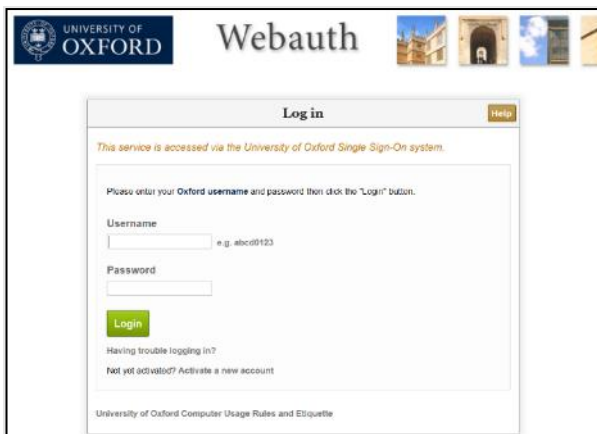 UNIVERSITY OF
OXFORD
Webauth
Log in
Help
This service is accessed via the University of Oxford Single Sign-On system.
Please enter your Oxford username and password then click the "Login" button.
Username
e.g. abcd0123
Password
Login
Having trouble logging in?
Not yet activated? Activate a new account
University of Oxford Computer Usage Rules and Etiquette